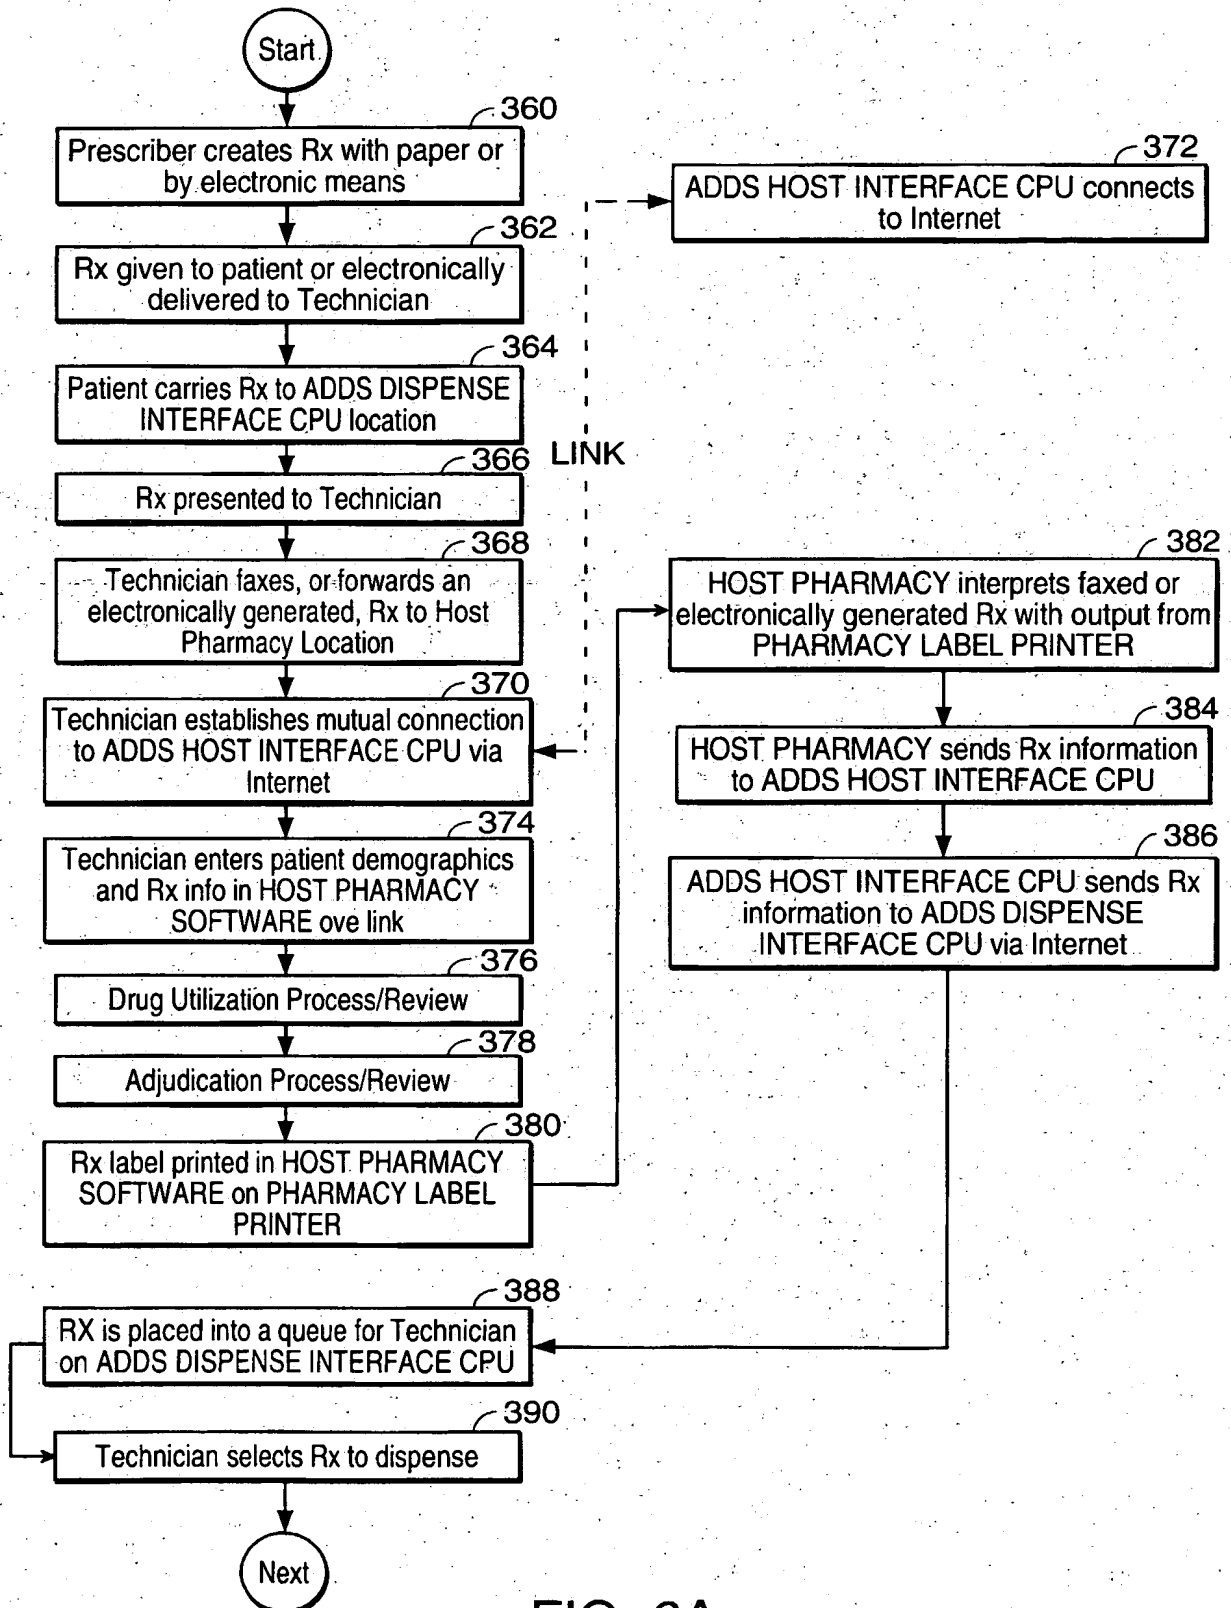 Start
360
Prescriber creates Rx with paper or
by electronic means
362
Rx given to patient or electronically
delivered to Technician
364
Patient carries Rx to ADDS DISPENSE
INTERFACE CPU location
366
Rx presented to Technician
368
Technician faxes, or forwards an
electronically generated, Rx to Host
Pharmacy Location
370
Technician establishes mutual connection
to ADDS HOST INTERFACE CPU via
Internet
LINK
372
ADDS HOST INTERFACE CPU connects
to Internet
374
Technician enters patient demographics
and Rx info in HOST PHARMACY
SOFTWARE ove link
376
Drug Utilization Process/Review
378
Adjudication Process/Review
380
Rx label printed in HOST PHARMACY
SOFTWARE on PHARMACY LABEL
PRINTER
382
HOST PHARMACY interprets faxed or
electronically generated Rx with output from
PHARMACY LABEL PRINTER
384
HOST PHARMACY sends Rx information
to ADDS HOST INTERFACE CPU
386
ADDS HOST INTERFACE CPU sends Rx
information to ADDS DISPENSE
INTERFACE CPU via Internet
388
RX is placed into a queue for Technician
on ADDS DISPENSE INTERFACE CPU
390
Technician selects Rx to dispense
Next